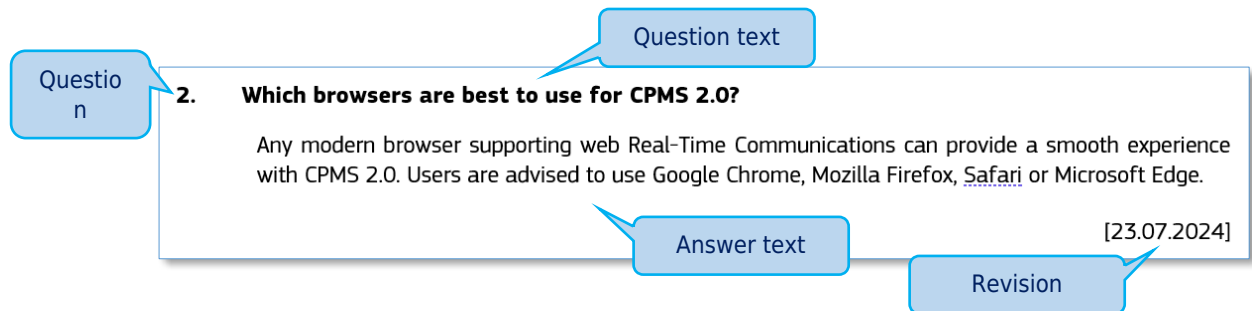 Question text
Questio
n
2. Which browsers are best to use for CPMS 2.0?
Any modern browser supporting web Real-Time Communications can provide a smooth experience
with CPMS 2.0. Users are advised to use Google Chrome, Mozilla Firefox, Safari or Microsoft Edge.
[23.07.2024]
Answer text
Revision